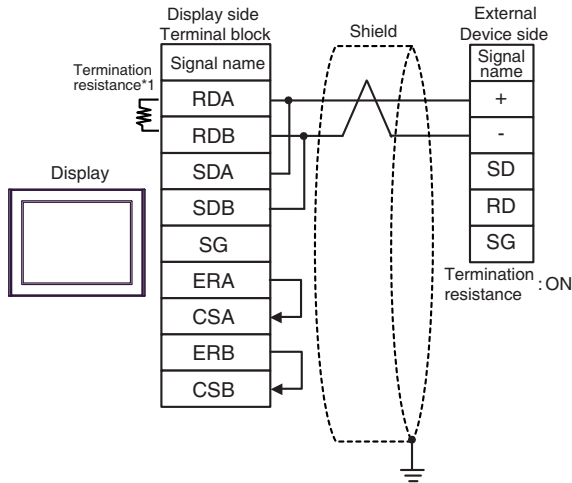 Display side
Terminal block
Shield
External
Device side
Termination
resistance*1
Signal name
RDA
RDB
SDA
SDB
SG
ERA
CSA
ERB
CSB
Display
Signal
name
+
-
SD
RD
SG
Termination
resistance
: ON